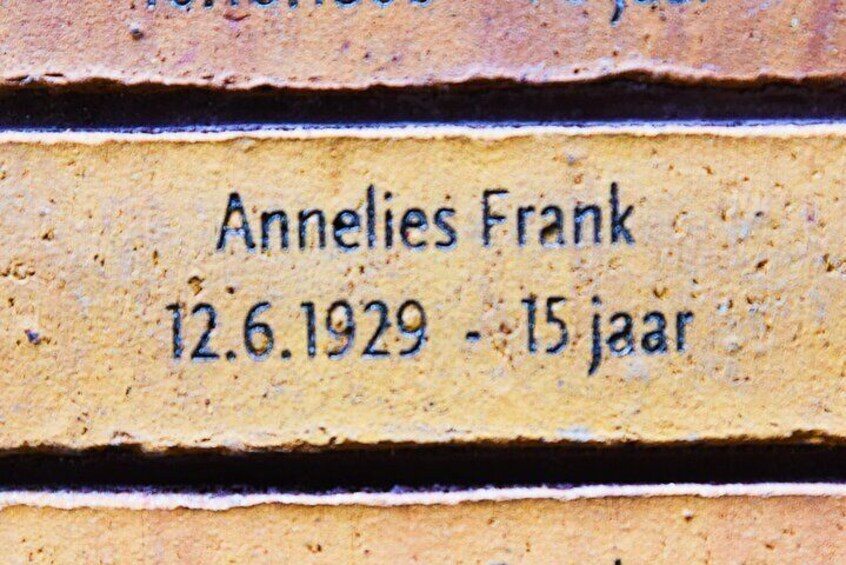 Annelies Frank
12.6.1929 - 15 jaar